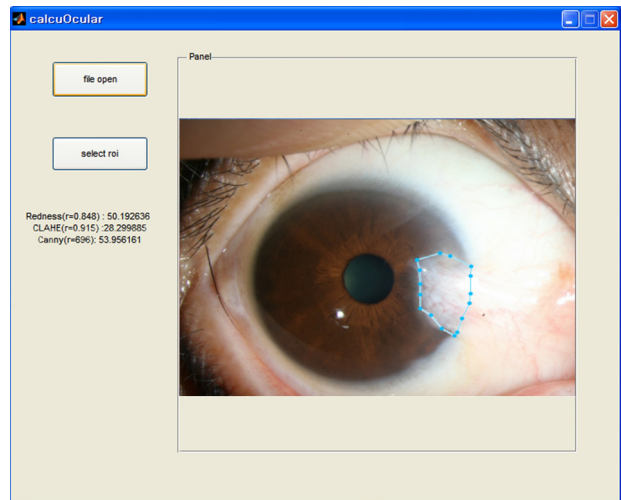 calcuOcular
Panel
file open
select roi
Redness(r=0.848) : 50.192636
CLAHE(r=0.915) :28.299885
Canny(r=696): 53.956161